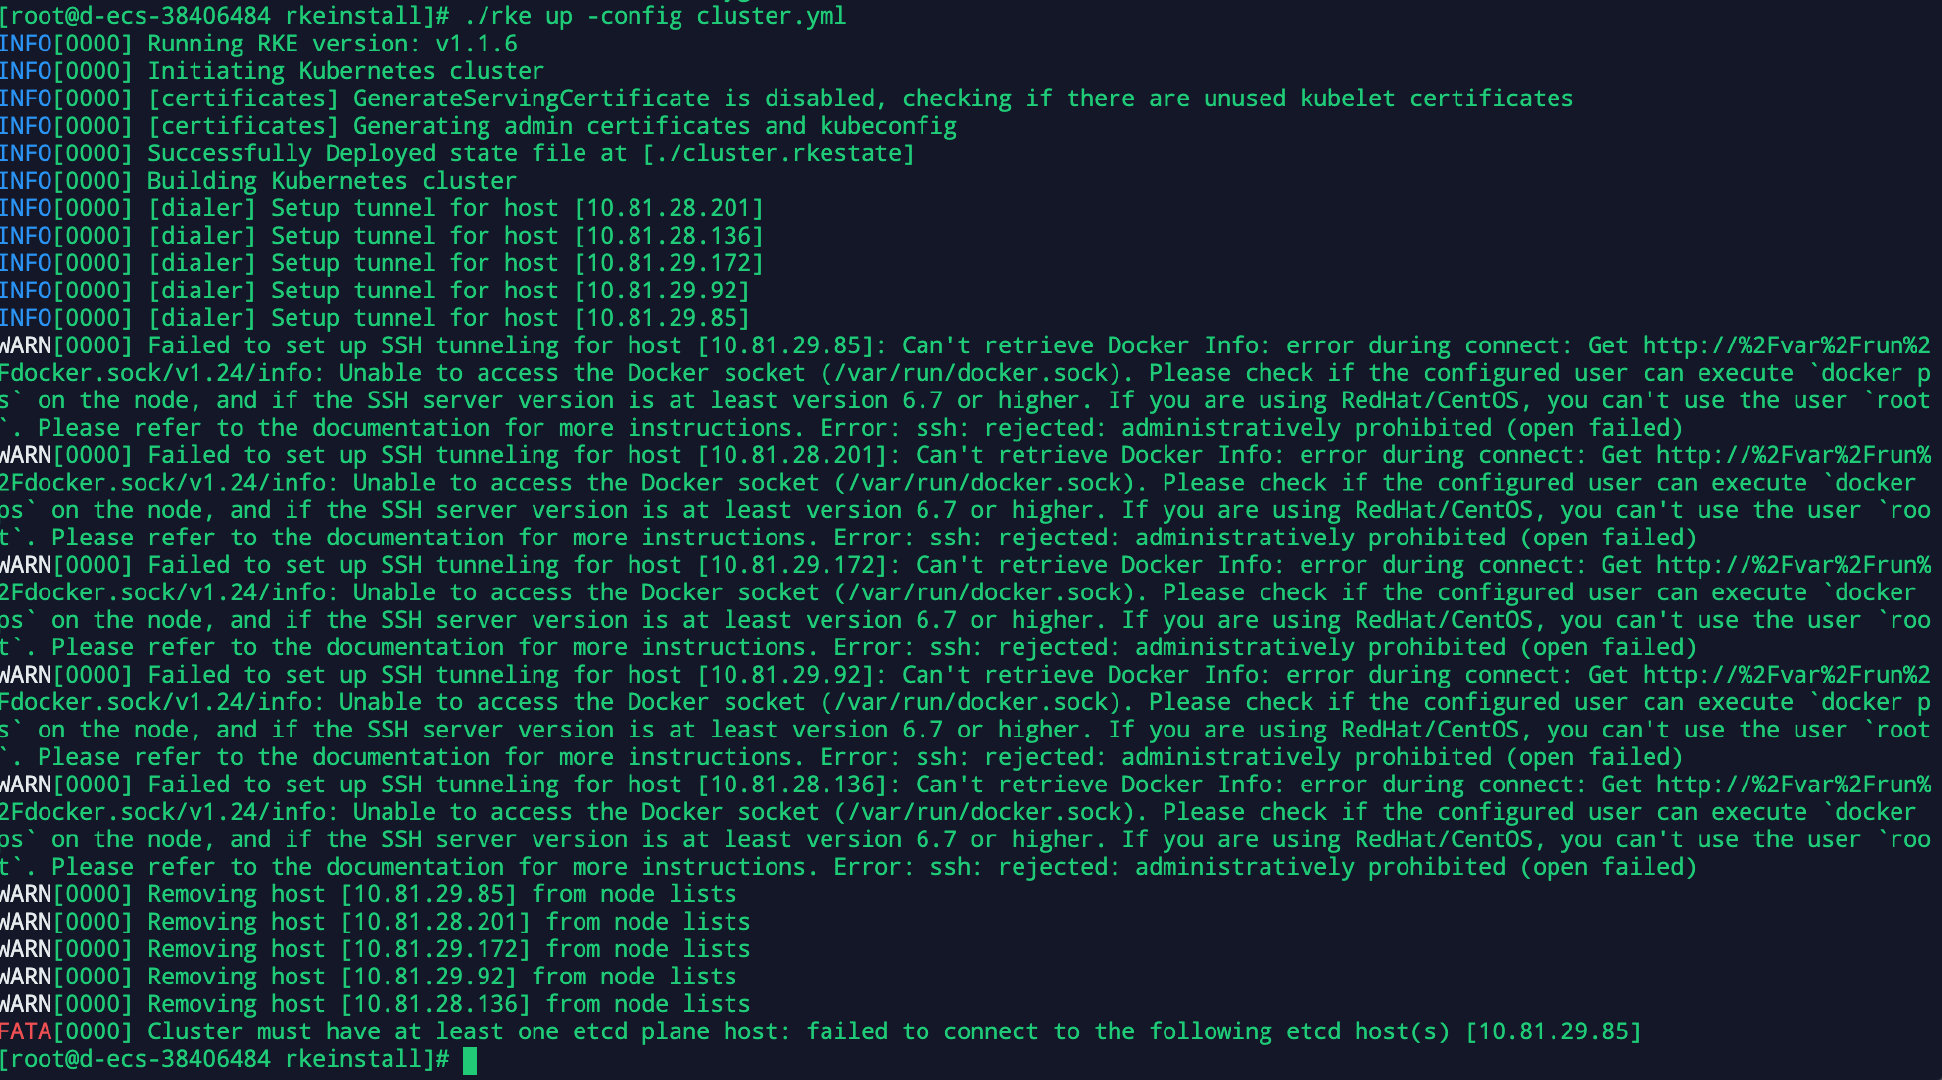 [root@d-ecs-38406484 rkeinstall]# ./rke up -config cluster.yml
INFO[0000] Running RKE version: v1.1.6
INFO[0000] Initiating Kubernetes cluster
INFO[0000] [certificates] GenerateServingCertificate is disabled, checking if there are unused kubelet certificates
INFO[0000] [certificates] Generating admin certificates and kubeconfig
INFO[0000] Successfully Deployed state file at [./cluster.rkestate]
INFO[0000] Building Kubernetes cluster
INFO[0000] [dialer] Setup tunnel for host [10.81.28.201]
INFO[0000] [dialer] Setup tunnel for host [10.81.28.136]
INFO[0000] [dialer] Setup tunnel for host [10.81.29.172]
INFO[0000] [dialer] Setup tunnel for host [10.81.29.92]
INFO[0000] [dialer] Setup tunnel for host [10.81.29.85]
WARN[0000] Failed to set up SSH tunneling for host [10.81.29.85]: Can't retrieve Docker Info: error during connect: Get http://%2Fvar%2Frun%2
Fdocker.sock/v1.24/info: Unable to access the Docker socket (/var/run/docker.sock). Please check if the configured user can execute `docker p
s` on the node, and if the SSH server version is at least version 6.7 or higher. If you are using RedHat/CentOS, you can't use the user `root
`. Please refer to the documentation for more instructions. Error: ssh: rejected: administratively prohibited (open failed)
WARN[0000] Failed to set up SSH tunneling for host [10.81.28.201]: Can't retrieve Docker Info: error during connect: Get http://%2Fvar%2Frun%
2Fdocker.sock/v1.24/info: Unable to access the Docker socket (/var/run/docker.sock). Please check if the configured user can execute `docker
ps` on the node, and if the SSH server version is at least version 6.7 or higher. If you are using RedHat/CentOS, you can't use the user `roo
t`. Please refer to the documentation for more instructions. Error: ssh: rejected: administratively prohibited (open failed)
WARN[0000] Failed to set up SSH tunneling for host [10.81.29.172]: Can't retrieve Docker Info: error during connect: Get http://%2Fvar%2Frun%
2Fdocker.sock/v1.24/info: Unable to access the Docker socket (/var/run/docker.sock). Please check if the configured user can execute `docker
ps` on the node, and if the SSH server version is at least version 6.7 or higher. If you are using RedHat/CentOS, you can't use the user `roo
t`. Please refer to the documentation for more instructions. Error: ssh: rejected: administratively prohibited (open failed)
WARN[0000] Failed to set up SSH tunneling for host [10.81.29.92]: Can't retrieve Docker Info: error during connect: Get http://%2Fvar%2Frun%2
Fdocker.sock/v1.24/info: Unable to access the Docker socket (/var/run/docker.sock). Please check if the configured user can execute `docker p
s` on the node, and if the SSH server version is at least version 6.7 or higher. If you are using RedHat/CentOS, you can't use the user `root
`. Please refer to the documentation for more instructions. Error: ssh: rejected: administratively prohibited (open failed)
WARN[0000] Failed to set up SSH tunneling for host [10.81.28.136]: Can't retrieve Docker Info: error during connect: Get http://%2Fvar%2Frun%
2Fdocker.sock/v1.24/info: Unable to access the Docker socket (/var/run/docker.sock). Please check if the configured user can execute `docker
ps` on the node, and if the SSH server version is at least version 6.7 or higher. If you are using RedHat/CentOS, you can't use the user `roo
t`. Please refer to the documentation for more instructions. Error: ssh: rejected: administratively prohibited (open failed)
WARN[0000] Removing host [10.81.29.85] from node lists
WARN[0000] Removing host [10.81.28.201] from node lists
WARN[0000] Removing host [10.81.29.172] from node lists
WARN[0000] Removing host [10.81.29.92] from node lists
WARN[0000] Removing host [10.81.28.136] from node lists
FATA[0000] Cluster must have at least one etcd plane host: failed to connect to the following etcd host(s) [10.81.29.85]
[root@d-ecs-38406484 rkeinstall]#